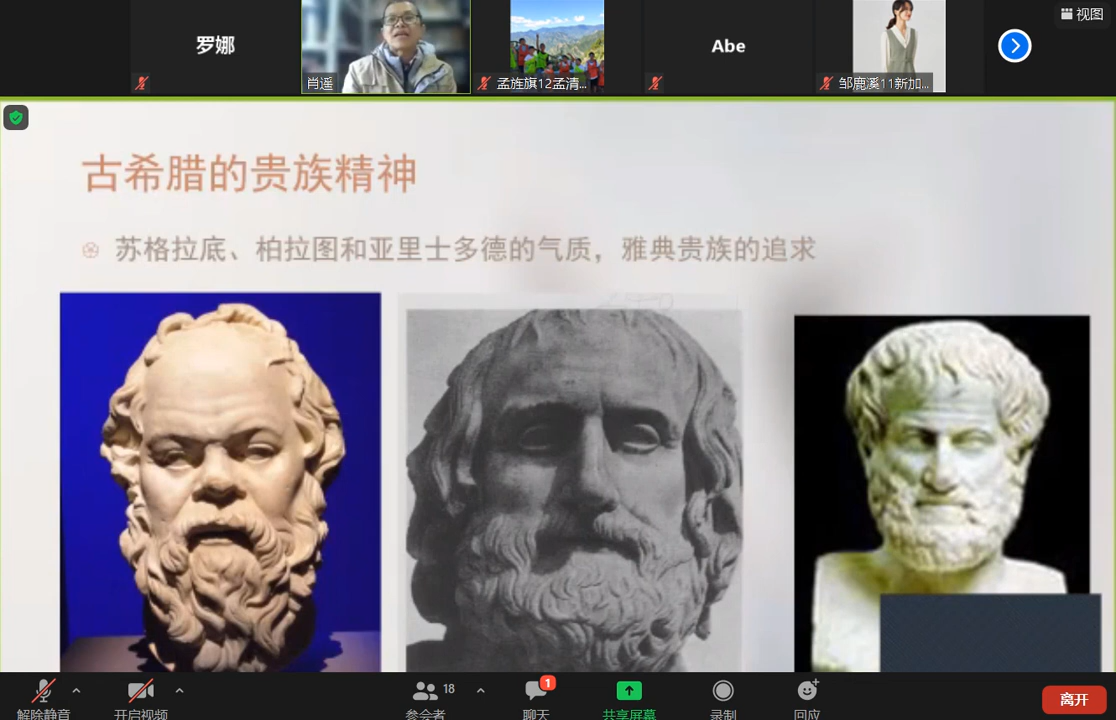 视图
罗娜
肖遥
孟旌旗12孟清...
Abe
邹鹿溪11新加...
古希腊的贵族精神
苏格拉底、柏拉图和亚里士多德的气质，雅典贵族的追求
解除静音
开启视频
参会者
18
聊天
1
共享屏幕
录制
回应
离开